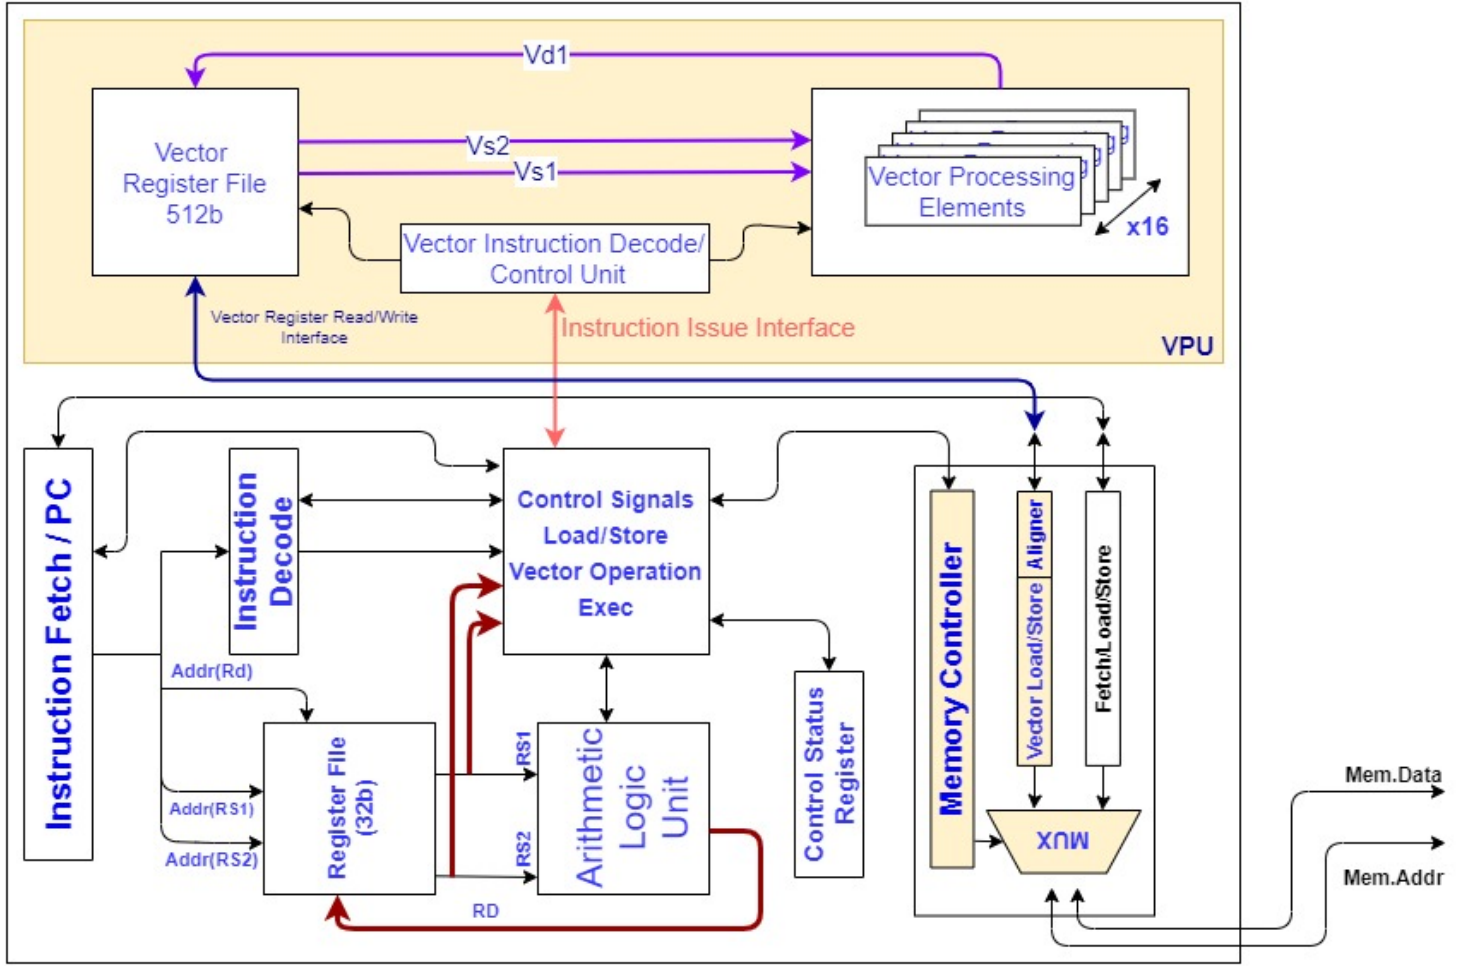 Vd1
Vs2
Vs1
Vector
Register File
512b
Vector Processing
Elements
x16
Vector Instruction Decode/
Control Unit
Vector Register Read/Write
Interface
Instruction Issue Interface
VPU
Instruction Fetch / PC
Instruction
Decode
Control Signals
Load/Store
Vector Operation
Exec
Addr(Rd)
Addr(RS1)
Addr(RS2)
Register File
(32b)
RS1
RS2
Arithmetic
Logic
Unit
RD
Control Status
Register
Memory Controller
Aligner
Vector Load/Store
Fetch/Load/Store
MUX
Mem.Data
Mem.Addr